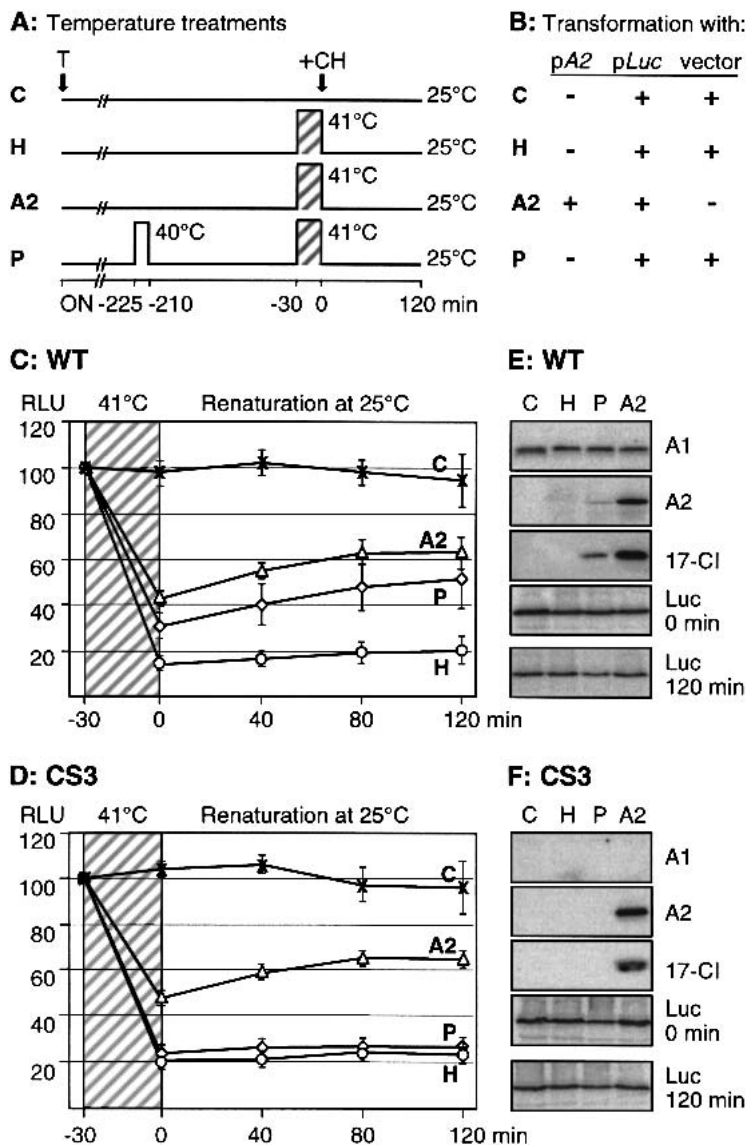 A: Temperature treatments
B: Transformation with:
T
+CH
pA2 pLuc vector
C 25°C C - + +
41°C
H 25°C H - + +
41°C
A2 25°C A2 + + -
40°C 41°C
P 25°C P - + +
ON -225 -210 -30 0 120 min
C: WT
RLU 41°C Renaturation at 25°C
120
100
80
60
40
20
C
A2
P
H
-30 0 40 80 120 min
E: WT
C H P A2
A1
A2
17-CI
Luc
0 min
Luc
120 min
D: CS3
RLU 41°C Renaturation at 25°C
120
100
80
60
40
20
C
A2
P
H
-30 0 40 80 120 min
F: CS3
C H P A2
A1
A2
17-CI
Luc
0 min
Luc
120 min